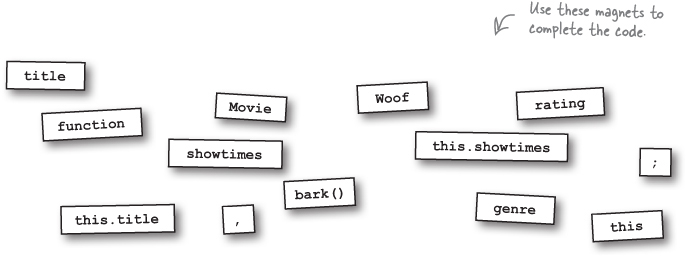 Use these magnets to
complete the code.
title
function
Movie
Woof
rating
showtimes
this.showtimes
;
bark()
this.title
,
genre
this